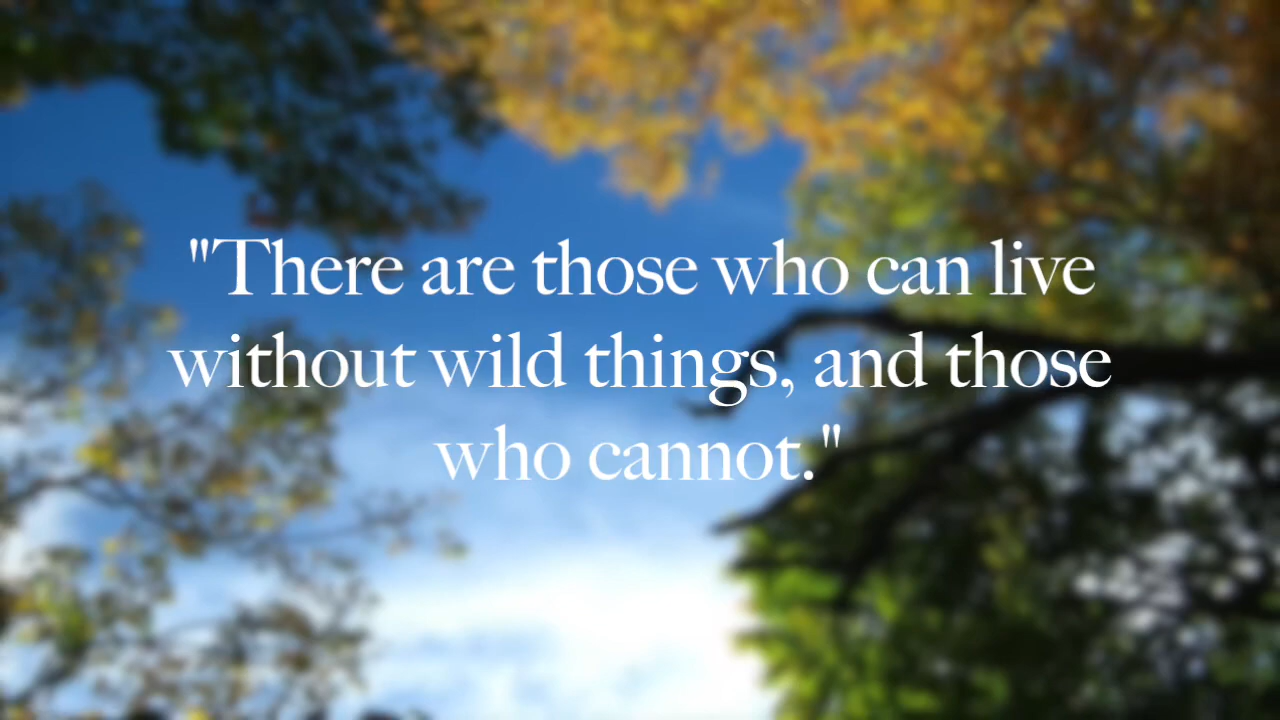 "There are those who can live
without wild things, and those
who cannot."